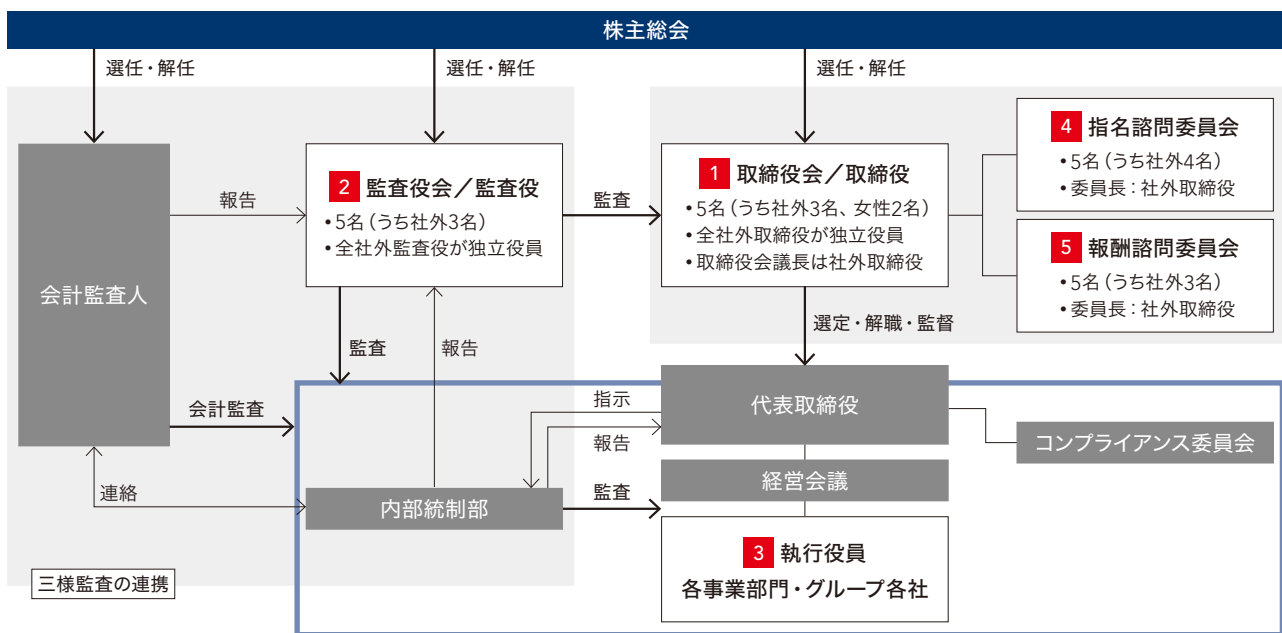 株主総会
選任・解任
選任・解任
選任・解任
会計監査人
報告
2 監査役会／監査役
• 5名（うち社外3名）
• 全社外監査役が独立役員
監査
1 取締役会／取締役
• 5名（うち社外3名、女性2名）
• 全社外取締役が独立役員
• 取締役会議長は社外取締役
4 指名諮問委員会
• 5名（うち社外4名）
• 委員長：社外取締役
5 報酬諮問委員会
• 5名（うち社外3名）
• 委員長：社外取締役
監査
報告
選定・解職・監督
会計監査
指示
報告
代表取締役
コンプライアンス委員会
連絡
内部統制部
監査
経営会議
3 執行役員
各事業部門・グループ各社
三様監査の連携